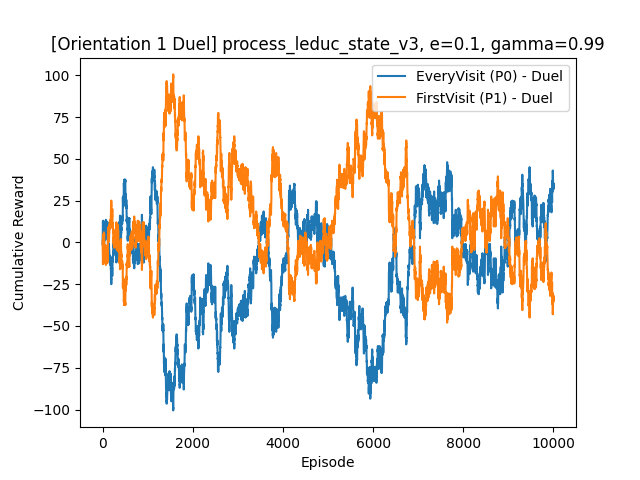 [Orientation 1 Duel] process_leduc_state_v3, e=0.1, gamma=0.99
EveryVisit (P0) - Duel
FirstVisit (P1) - Duel
Cumulative Reward
100
75
50
25
0
−25
−50
−75
−100
0 2000 4000 6000 8000 10000
Episode